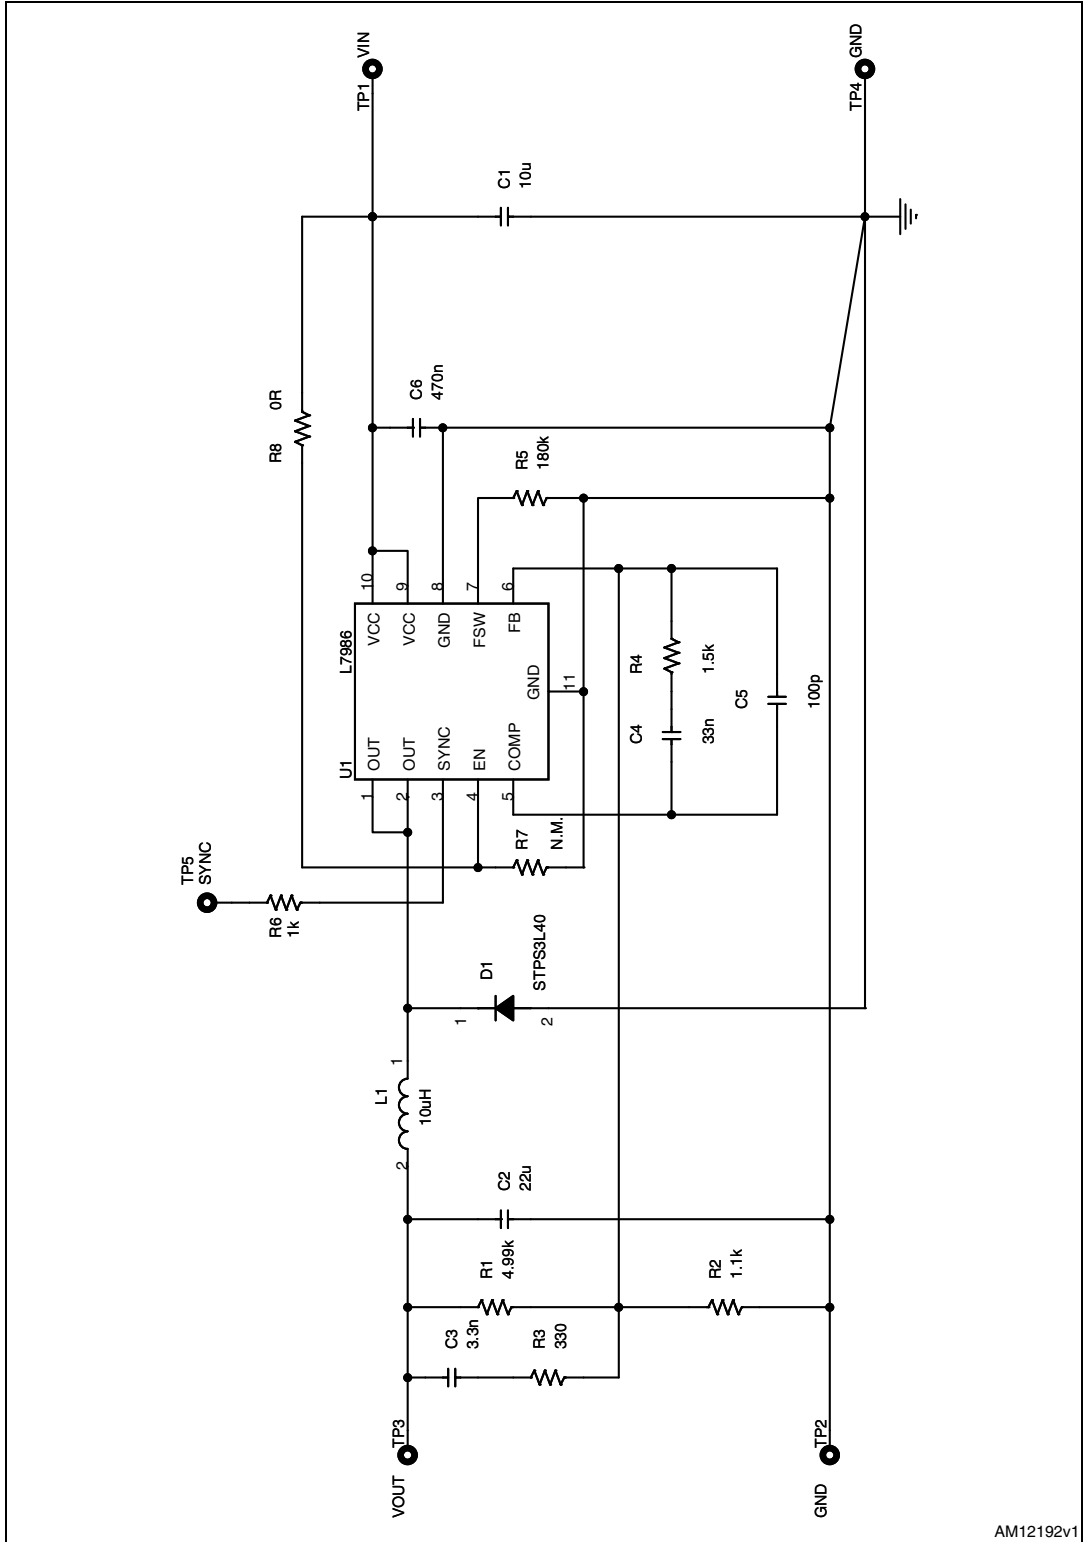 TP1
VIN
TP4
GND
C1
10u
R8
0R
C6
470n
R5
180k
U1
L7986
10
9
8
7
6
VCC
VCC
GND
FSW
FB
GND
11
OUT
OUT
SYNC
EN
COMP
1
2
3
4
5
R4
1.5k
C4
33n
C5
100p
R7
N.M.
TP5
SYNC
R6
1k
D1
STPS3L40
1
2
L1
10uH
1
2
C2
22u
R1
4.99k
R2
1.1k
C3
3.3n
R3
330
TP3
VOUT
TP2
GND
AM12192v1